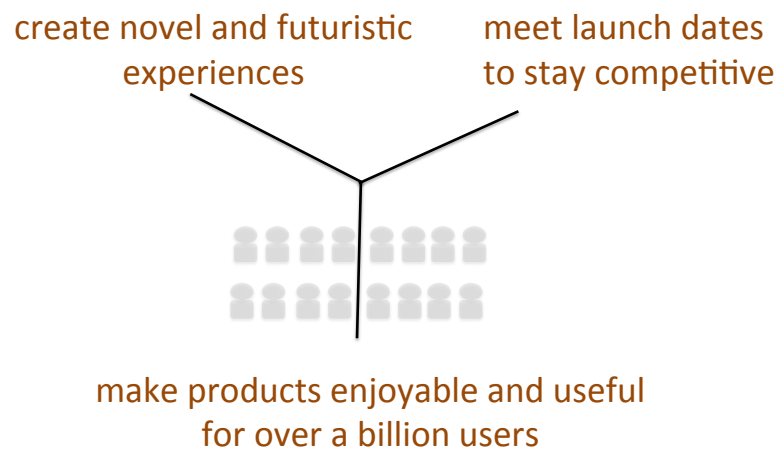 create novel and futuristic
experiences
meet launch dates
to stay competitive
make products enjoyable and useful
for over a billion users